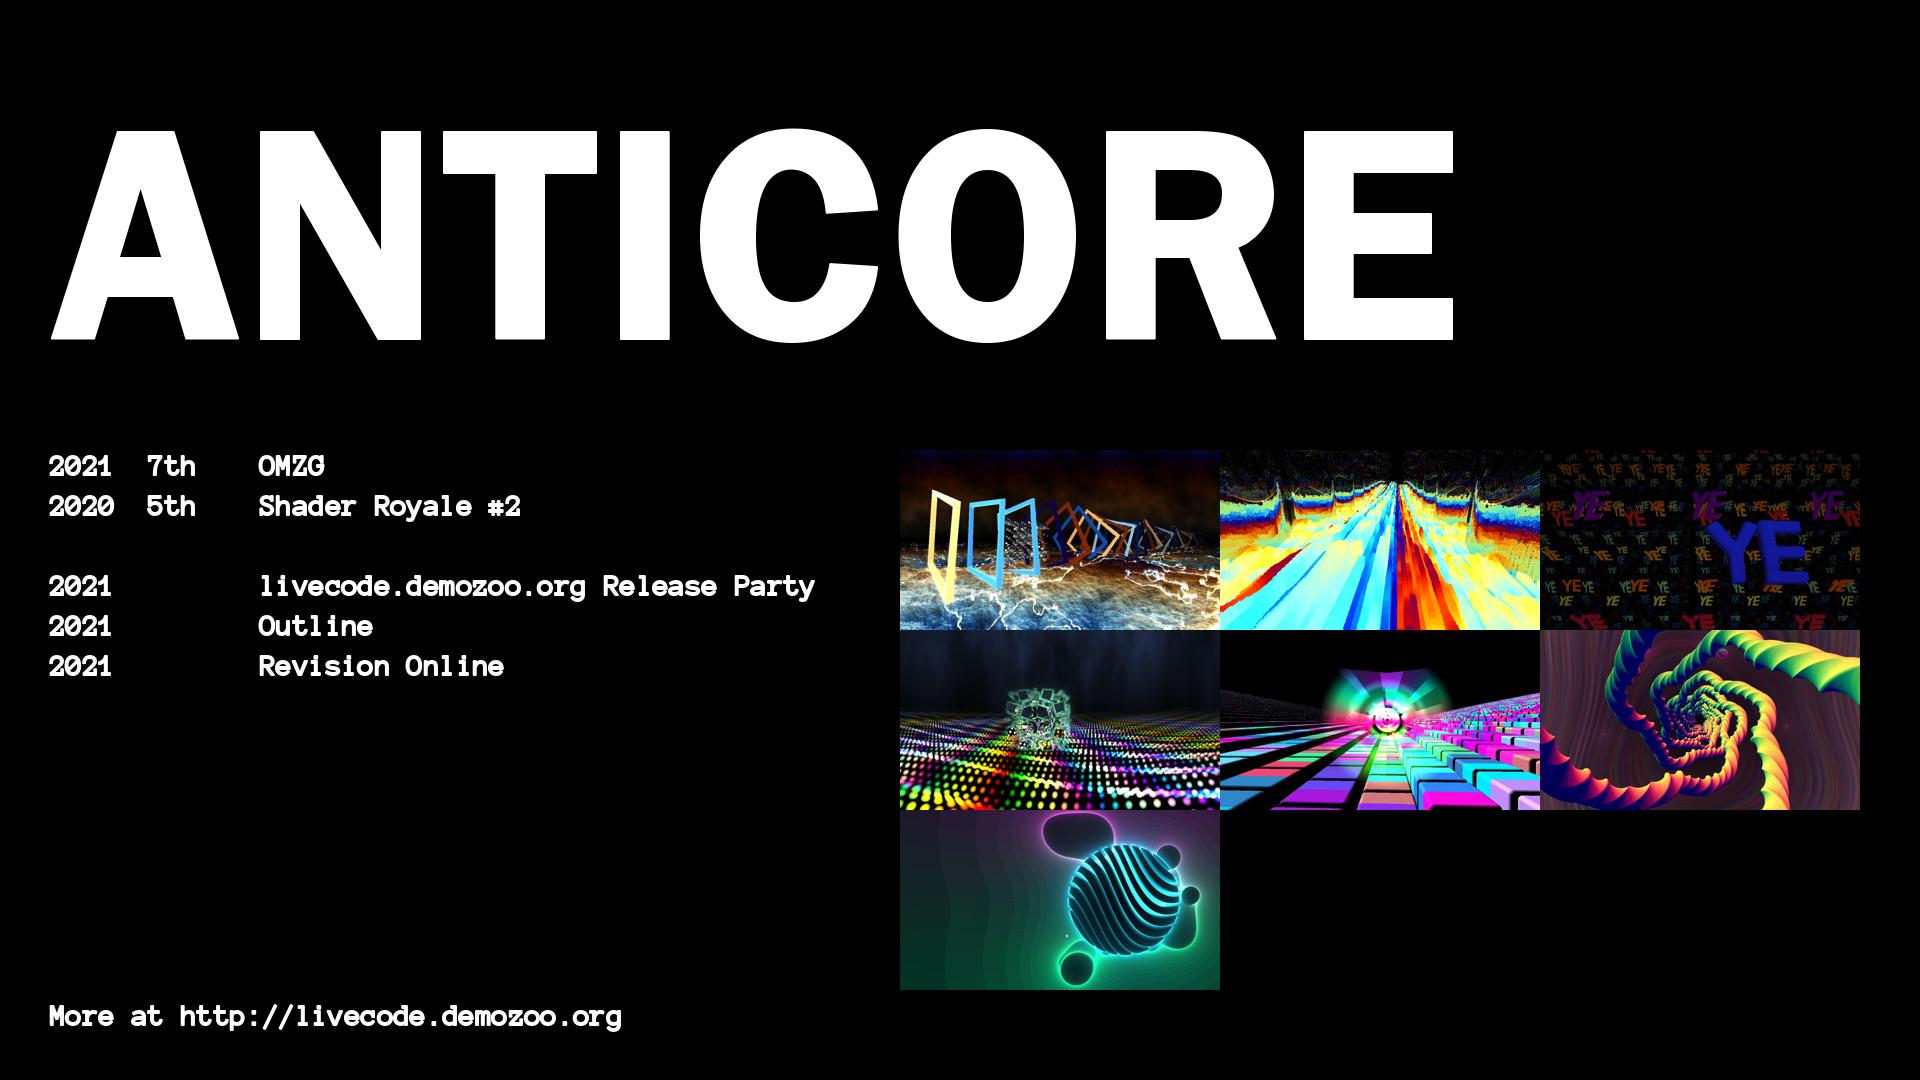 ANTICORE
2021 7th OMZG
2020 5th Shader Royale #2
2021 livecode.demozoo.org Release Party
2021 Outline
2021 Revision Online
YE
More at http://livecode.demozoo.org